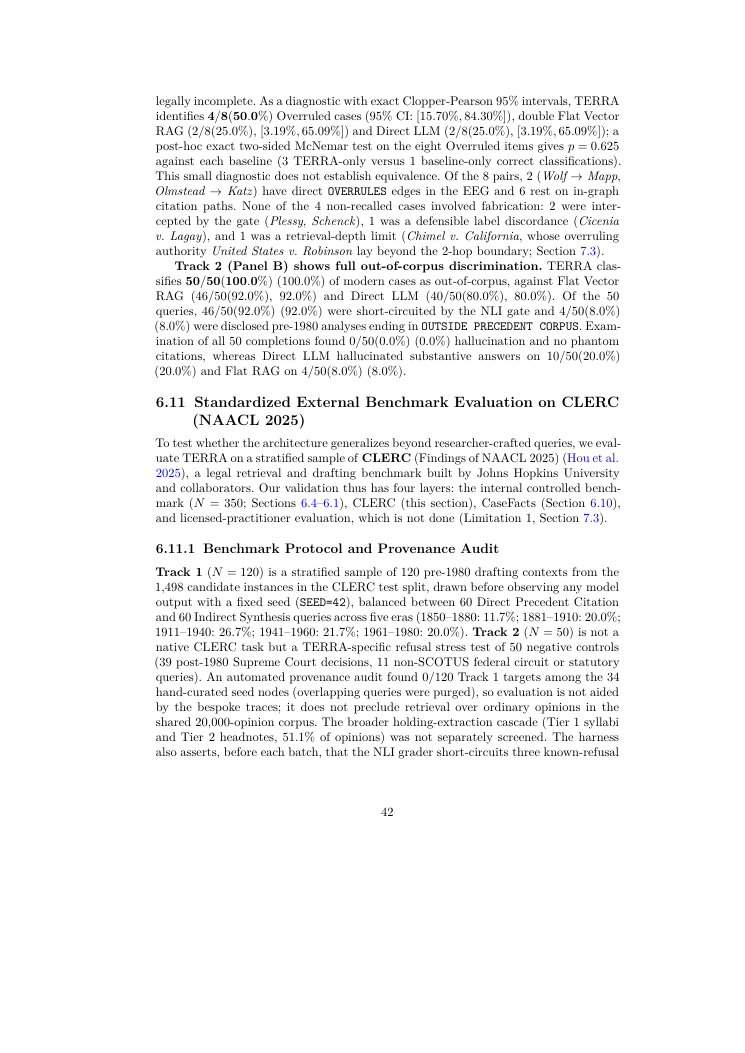 legally incomplete. As a diagnostic with exact Clopper-Pearson 95% intervals, TERRA
identifies 4/8(50.0%) Overruled cases (95% CI: [15.70%, 84.30%]), double Flat Vector
RAG (2/8(25.0%), [3.19%, 65.09%]) and Direct LLM (2/8(25.0%), [3.19%, 65.09%]); a
post-hoc exact two-sided McNemar test on the eight Overruled items gives p = 0.625
against each baseline (3 TERRA-only versus 1 baseline-only correct classifications).
This small diagnostic does not establish equivalence. Of the 8 pairs, 2 (Wolf → Mapp,
Olmstead → Katz) have direct OVERRULES edges in the EEG and 6 rest on in-graph
citation paths. None of the 4 non-recalled cases involved fabrication: 2 were inter-
cepted by the gate (Plessy, Schenck), 1 was a defensible label discordance (Cicenia
v. Lagay), and 1 was a retrieval-depth limit (Chimel v. California, whose overruling
authority United States v. Robinson lay beyond the 2-hop boundary; Section 7.3).
Track 2 (Panel B) shows full out-of-corpus discrimination. TERRA clas-
sifies 50/50(100.0%) (100.0%) of modern cases as out-of-corpus, against Flat Vector
RAG (46/50(92.0%), 92.0%) and Direct LLM (40/50(80.0%), 80.0%). Of the 50
queries, 46/50(92.0%) (92.0%) were short-circuited by the NLI gate and 4/50(8.0%)
(8.0%) were disclosed pre-1980 analyses ending in OUTSIDE PRECEDENT CORPUS. Exam-
ination of all 50 completions found 0/50(0.0%) (0.0%) hallucination and no phantom
citations, whereas Direct LLM hallucinated substantive answers on 10/50(20.0%)
(20.0%) and Flat RAG on 4/50(8.0%) (8.0%).
6.11 Standardized External Benchmark Evaluation on CLERC
(NAACL 2025)
To test whether the architecture generalizes beyond researcher-crafted queries, we eval-
uate TERRA on a stratified sample of CLERC (Findings of NAACL 2025) (Hou et al.
2025), a legal retrieval and drafting benchmark built by Johns Hopkins University
and collaborators. Our validation thus has four layers: the internal controlled bench-
mark (N = 350; Sections 6.4–6.1), CLERC (this section), CaseFacts (Section 6.10),
and licensed-practitioner evaluation, which is not done (Limitation 1, Section 7.3).
6.11.1 Benchmark Protocol and Provenance Audit
Track 1 (N = 120) is a stratified sample of 120 pre-1980 drafting contexts from the
1,498 candidate instances in the CLERC test split, drawn before observing any model
output with a fixed seed (SEED=42), balanced between 60 Direct Precedent Citation
and 60 Indirect Synthesis queries across five eras (1850–1880: 11.7%; 1881–1910: 20.0%;
1911–1940: 26.7%; 1941–1960: 21.7%; 1961–1980: 20.0%). Track 2 (N = 50) is not a
native CLERC task but a TERRA-specific refusal stress test of 50 negative controls
(39 post-1980 Supreme Court decisions, 11 non-SCOTUS federal circuit or statutory
queries). An automated provenance audit found 0/120 Track 1 targets among the 34
hand-curated seed nodes (overlapping queries were purged), so evaluation is not aided
by the bespoke traces; it does not preclude retrieval over ordinary opinions in the
shared 20,000-opinion corpus. The broader holding-extraction cascade (Tier 1 syllabi
and Tier 2 headnotes, 51.1% of opinions) was not separately screened. The harness
also asserts, before each batch, that the NLI grader short-circuits three known-refusal
42